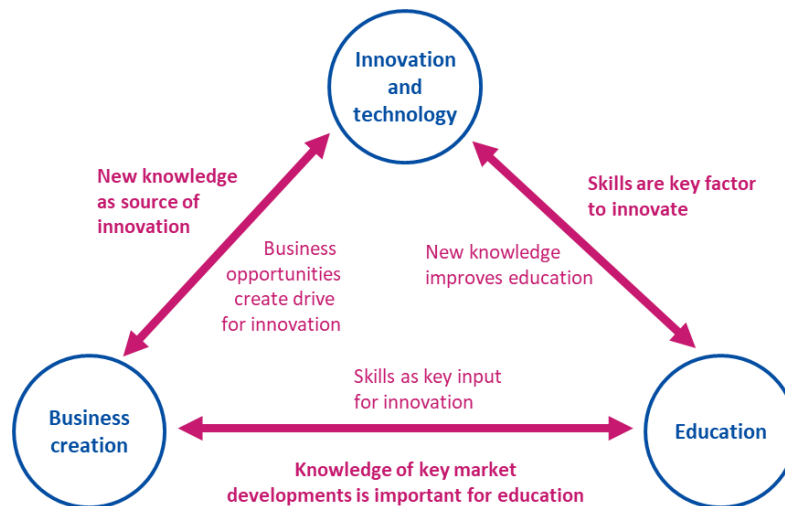 Innovation
and
technology
New knowledge
as source of
innovation
Skills are key factor
to innovate
Business
opportunities
create drive
for innovation
New knowledge
improves education
Skills as key input
for innovation
Business
creation
Education
Knowledge of key market
developments is important for education